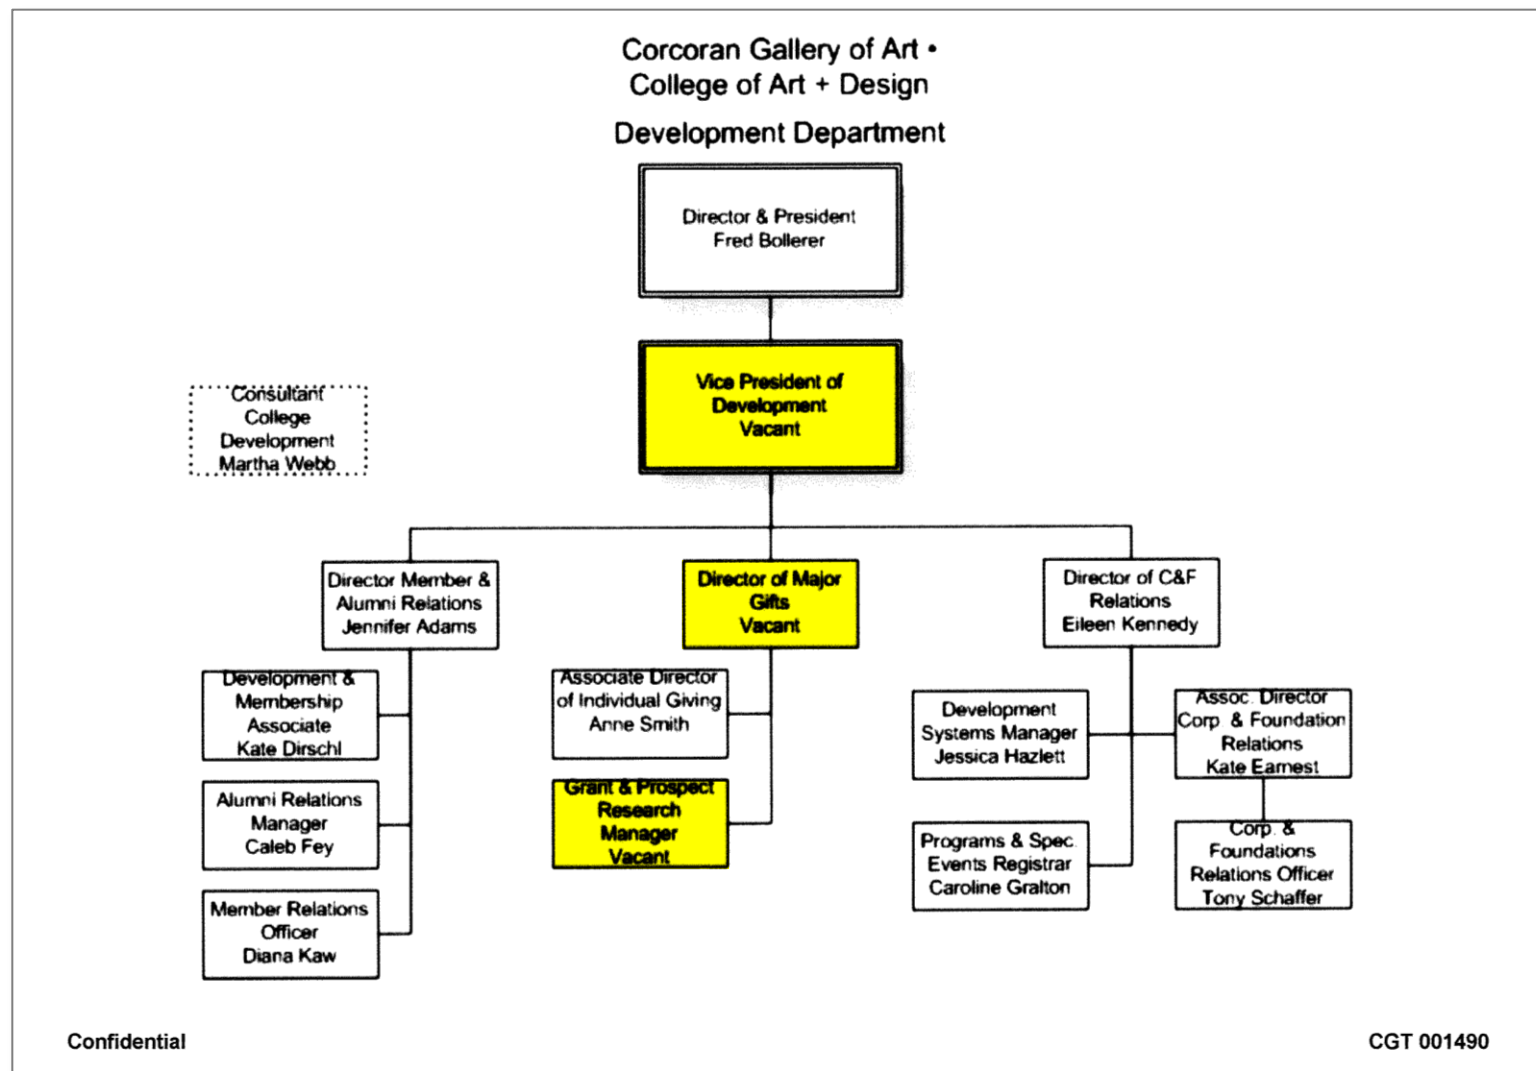 Corcoran Gallery of Art •
College of Art + Design
Development Department
Director & President
Fred Bollerer
Vice President of
Development
Vacant
Consultant
College
Development
Martha Webb
Director Member &
Alumni Relations
Jennifer Adams
Director of Major
Gifts
Vacant
Director of C&F
Relations
Eileen Kennedy
Development &
Membership
Associate
Kate Dirschl
Alumni Relations
Manager
Caleb Fey
Member Relations
Officer
Diana Kaw
Associate Director
of Individual Giving
Anne Smith
Grant & Prospect
Research
Manager
Vacant
Development
Systems Manager
Jessica Hazlett
Programs & Spec.
Events Registrar
Caroline Gralton
Assoc. Director
Corp. & Foundation
Relations
Kate Earnest
Corp. &
Foundations
Relations Officer
Tony Schaffer
Confidential
CGT 001490